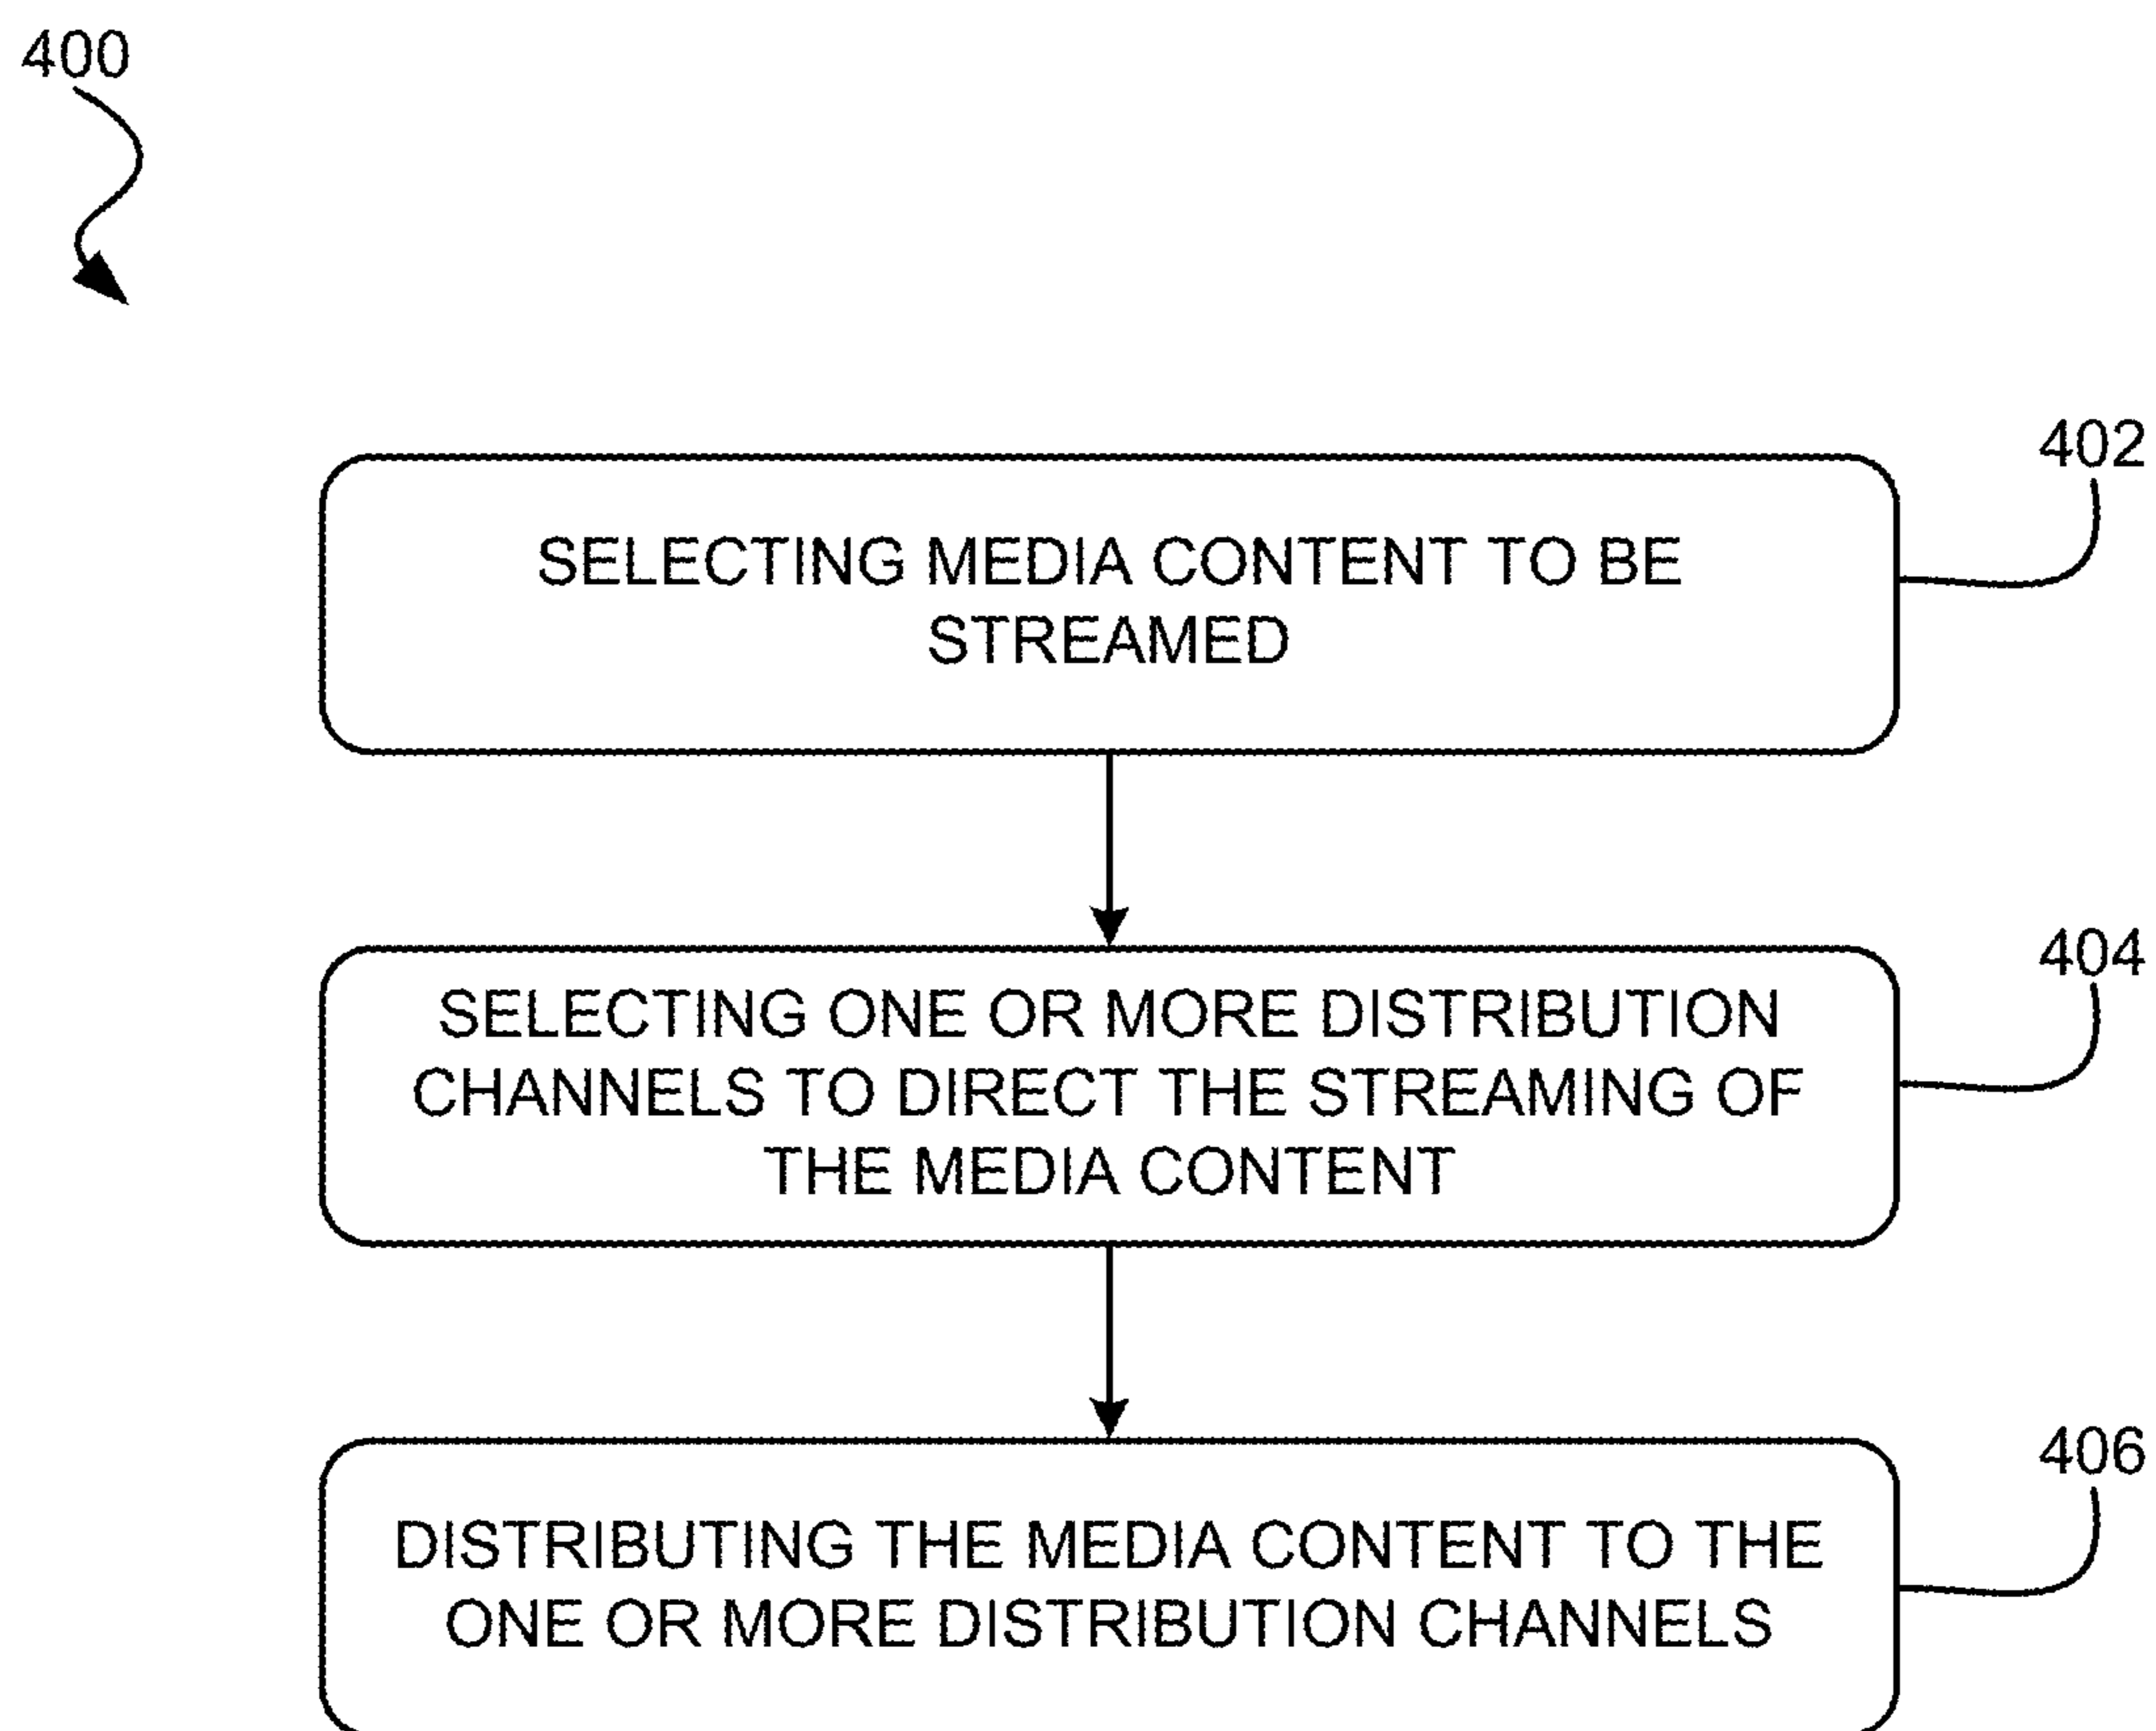 400
402
SELECTING MEDIA CONTENT TO BE
STREAMED
404
SELECTING ONE OR MORE DISTRIBUTION
CHANNELS TO DIRECT THE STREAMING OF
THE MEDIA CONTENT
406
DISTRIBUTING THE MEDIA CONTENT TO THE
ONE OR MORE DISTRIBUTION CHANNELS